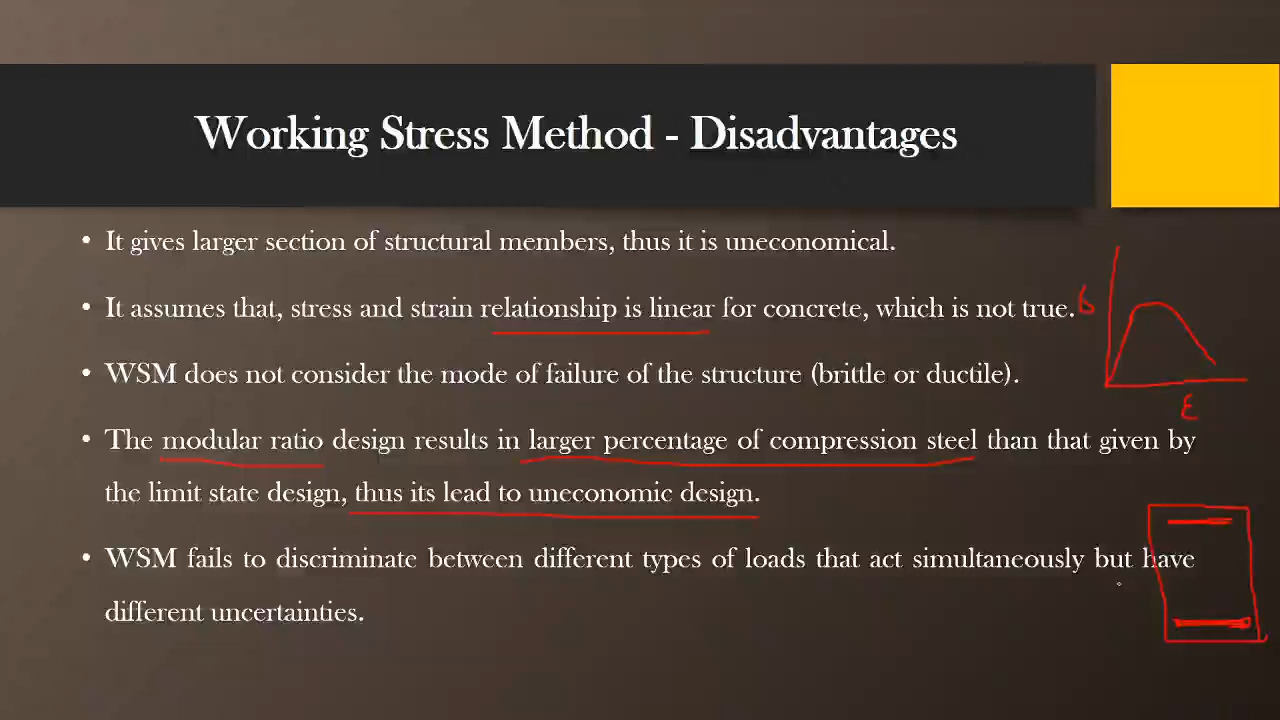 Working Stress Method - Disadvantages
• It gives larger section of structural members, thus it is uneconomical.
• It assumes that, stress and strain relationship is linear for concrete, which is not true.
• WSM does not consider the mode of failure of the structure (brittle or ductile).
• The modular ratio design results in larger percentage of compression steel than that given by
the limit state design, thus its lead to uneconomic design.
• WSM fails to discriminate between different types of loads that act simultaneously but have
different uncertainties.